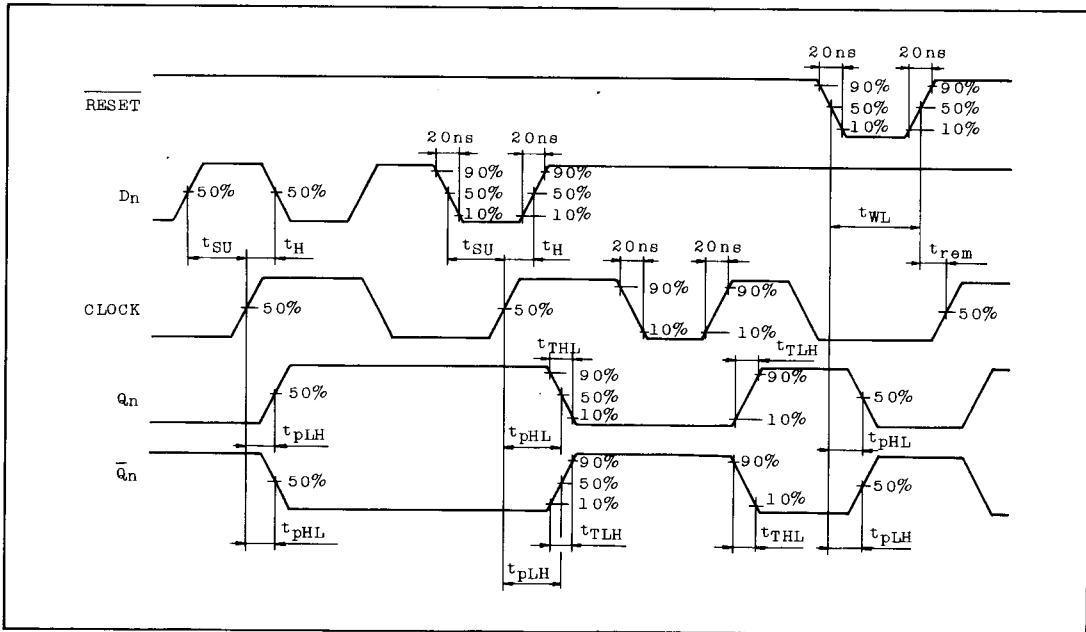 20ns 20ns
RESET 90% 90%
50% 50%
10% 10%
20ns 20ns
90% 90%
Dn 50% 50% 50% 50%
10% 10%
tWL
tSU tH tSU tH
20ns 20ns trem
90% 90%
CLOCK 50% 50% 50%
10% 10%
tTHL tTLH
90% 90%
Qn 50% 50% 50%
10% 10%
tpLH tpHL tpHL
Q̅n 90% 90%
50% 50% 50%
10% 10%
tpHL tTLH tTHL tpLH
tpLH